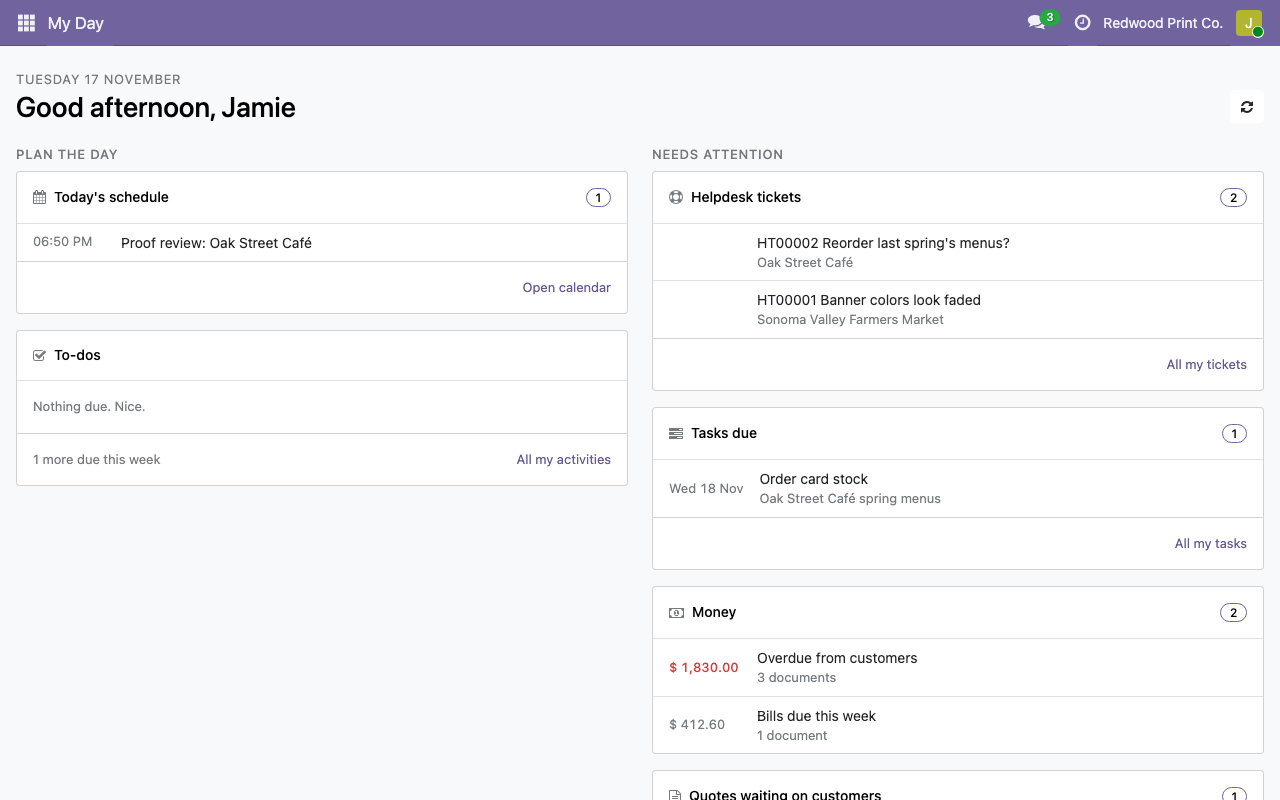 My Day
3
Redwood Print Co.
J
TUESDAY 17 NOVEMBER
Good afternoon, Jamie
PLAN THE DAY
Today's schedule
1
06:50 PM
Proof review: Oak Street Café
Open calendar
To-dos
Nothing due. Nice.
1 more due this week
All my activities
NEEDS ATTENTION
Helpdesk tickets
2
HT00002 Reorder last spring's menus?
Oak Street Café
HT00001 Banner colors look faded
Sonoma Valley Farmers Market
All my tickets
Tasks due
1
Wed 18 Nov
Order card stock
Oak Street Café spring menus
All my tasks
Money
2
$ 1,830.00
Overdue from customers
3 documents
$ 412.60
Bills due this week
1 document
Quotes waiting on customers
1